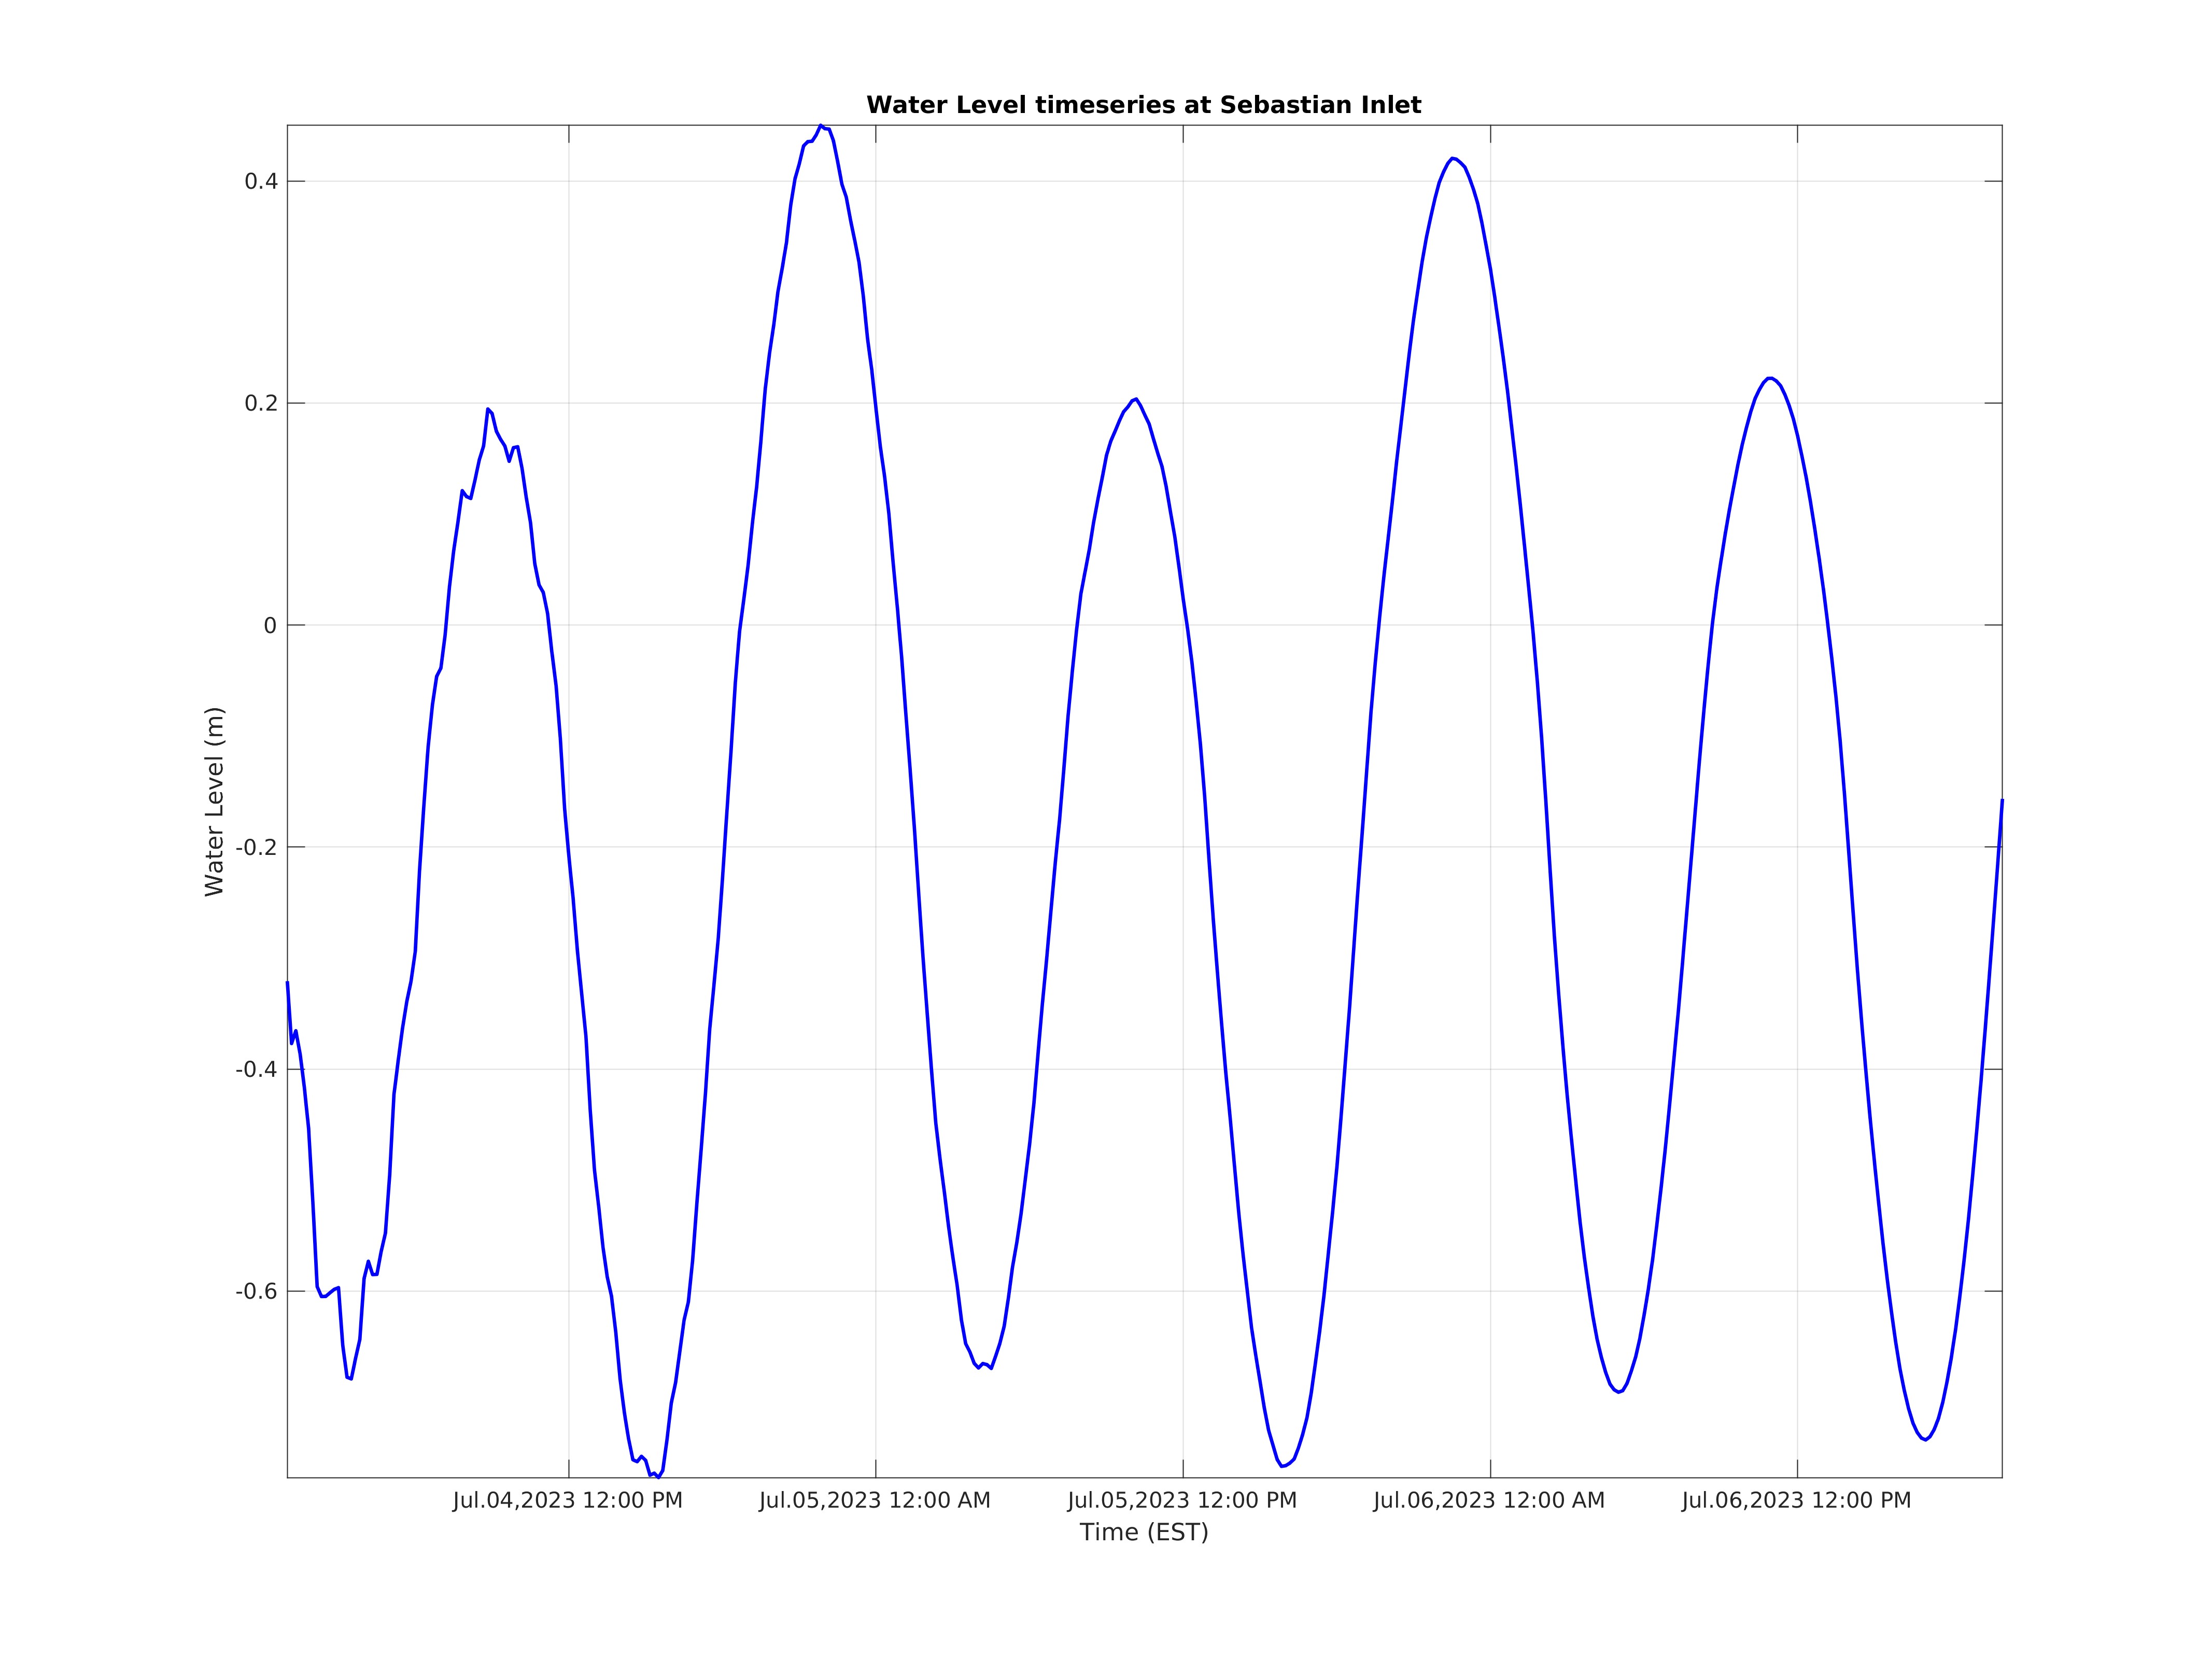 Water Level timeseries at Sebastian Inlet
0.4
0.2
0
-0.2
-0.4
-0.6
Water Level (m)
Jul.04,2023 12:00 PM
Jul.05,2023 12:00 AM
Jul.05,2023 12:00 PM
Jul.06,2023 12:00 AM
Jul.06,2023 12:00 PM
Time (EST)